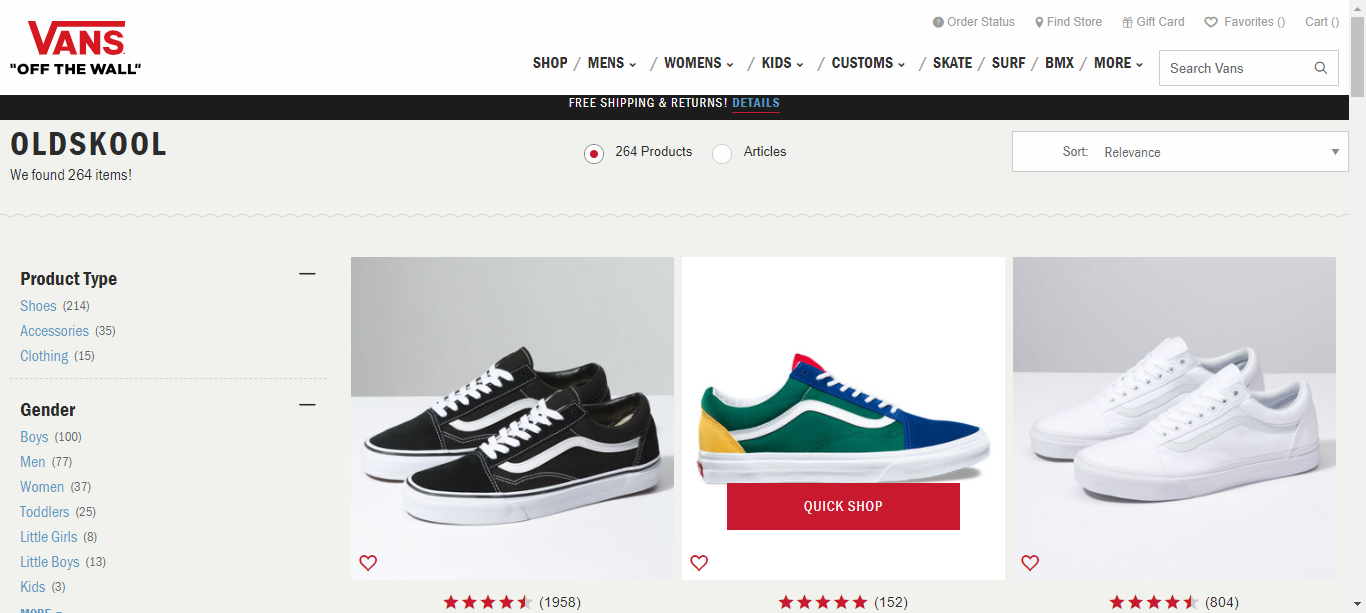 Order Status Find Store Gift Card Favorites () Cart ()
VANS
"OFF THE WALL"
SHOP / MENS / WOMENS / KIDS / CUSTOMS / SKATE / SURF / BMX / MORE
Search Vans
FREE SHIPPING & RETURNS! DETAILS
OLDSKOOL
We found 264 items!
264 Products Articles
Sort: Relevance
Product Type
Shoes (214)
Accessories (35)
Clothing (15)
Gender
Boys (100)
Men (77)
Women (37)
Toddlers (25)
Little Girls (8)
Little Boys (13)
Kids (3)
MORE
QUICK SHOP
(1958)
(152)
(804)